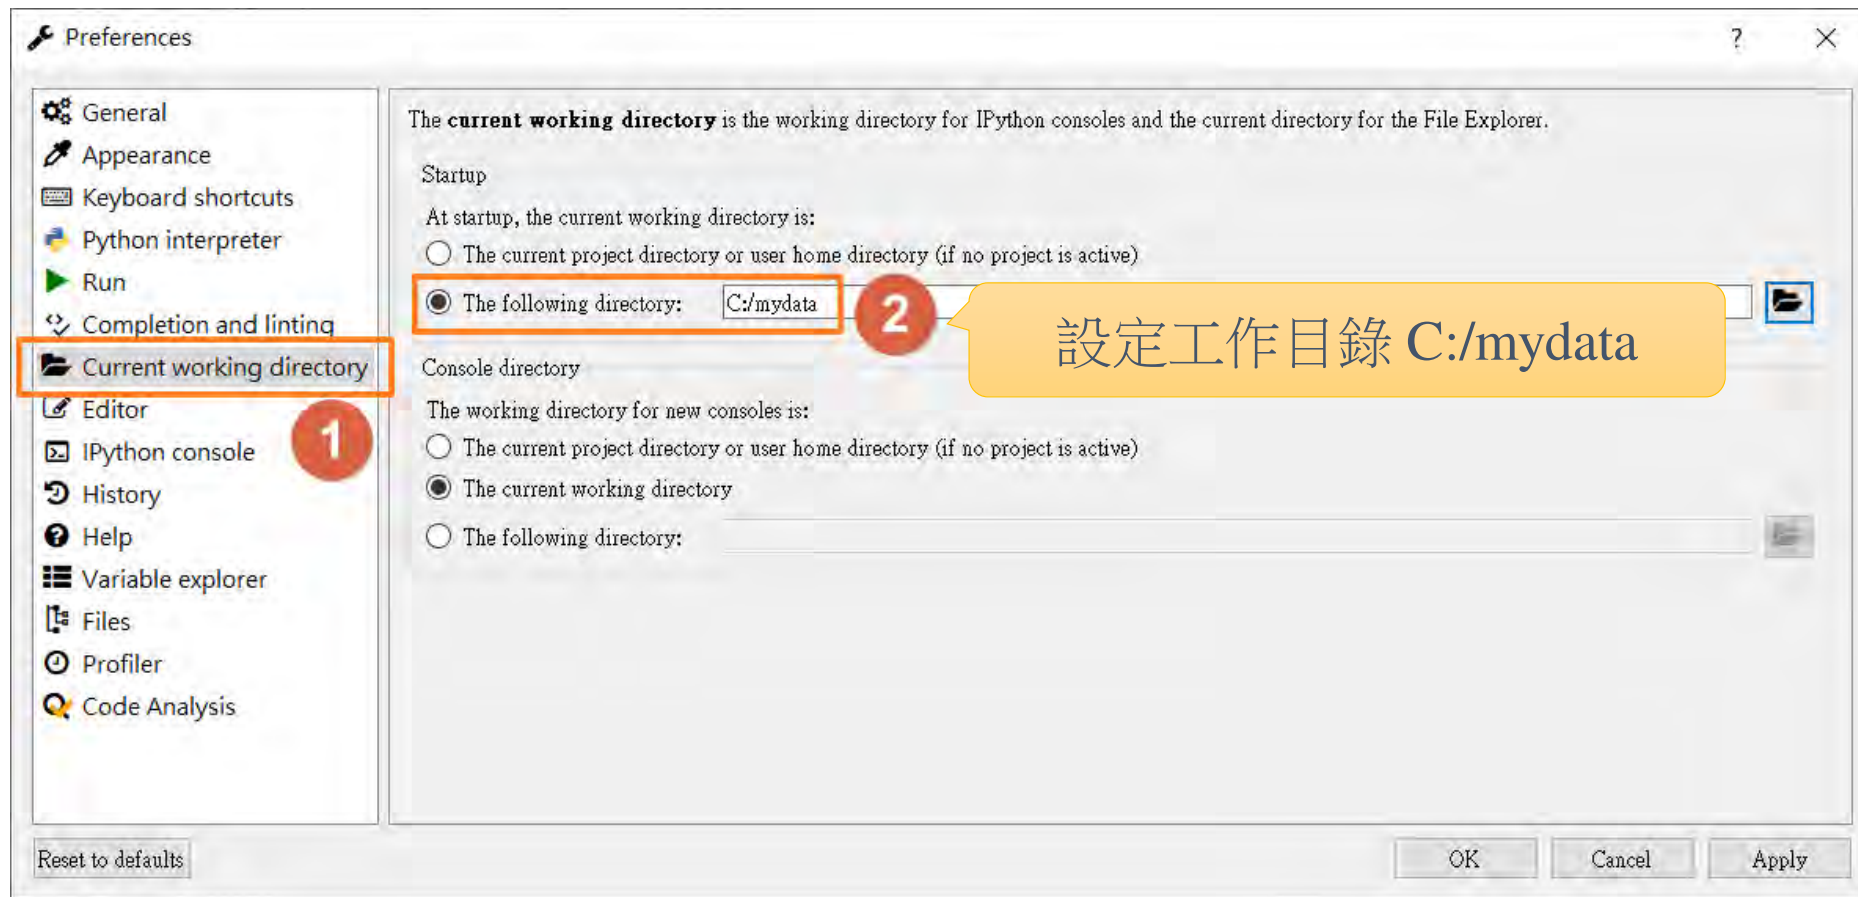 Preferences
?
General
Appearance
Keyboard shortcuts
Python interpreter
Run
Completion and linting
Current working directory
1
Editor
IPython console
History
Help
Variable explorer
Files
Profiler
Code Analysis
The current working directory is the working directory for IPython consoles and the current directory for the File Explorer.
Startup
At startup, the current working directory is:
The current project directory or user home directory (if no project is active)
The following directory: C:/mydata
2
設定工作目錄 C:/mydata
Console directory
The working directory for new consoles is:
The current project directory or user home directory (if no project is active)
The current working directory
The following directory:
Reset to defaults
OK
Cancel
Apply